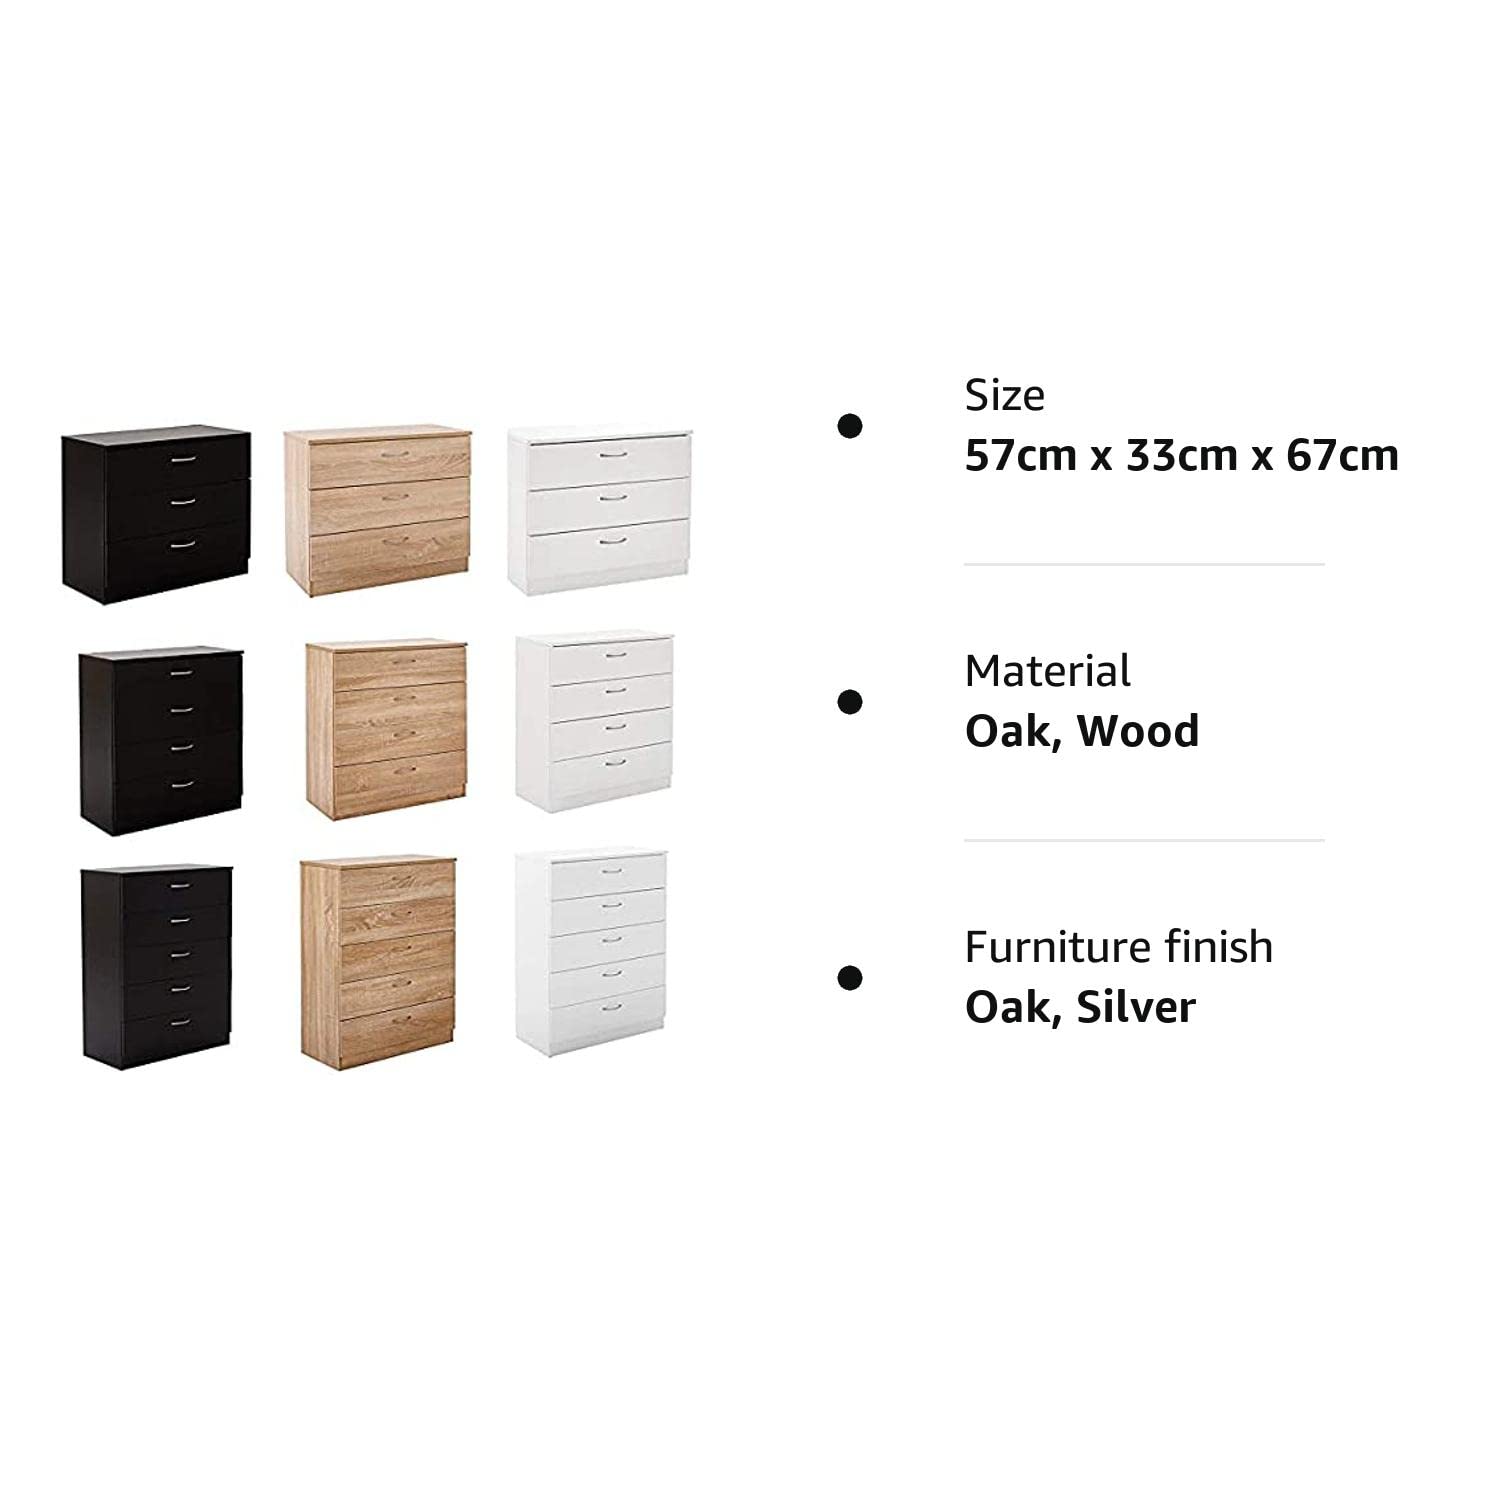 Size
57cm x 33cm x 67cm
Material
Oak, Wood
Furniture finish
Oak, Silver